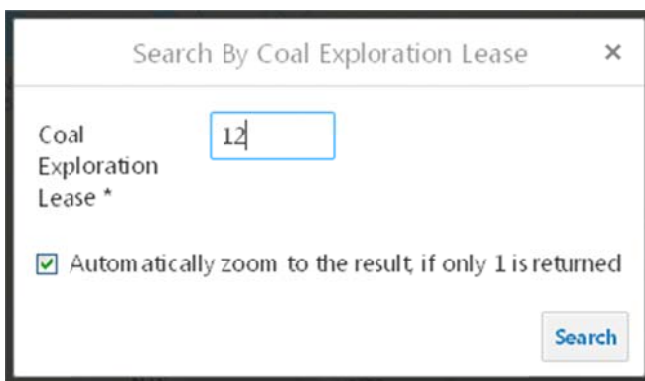 Search By Coal Exploration Lease ×
Coal
Exploration
Lease *
12
Automatically zoom to the result, if only 1 is returned
Search